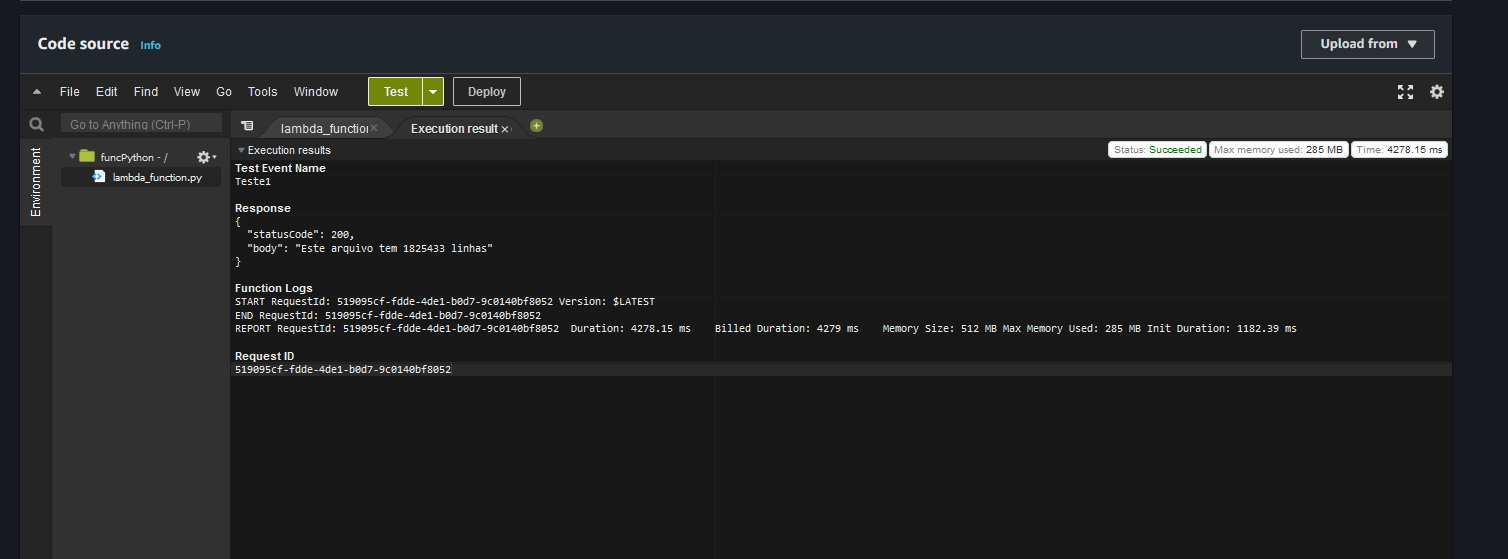 Code source Info
Upload from
File Edit Find View Go Tools Window Test Deploy
Go to Anything (Ctrl-P)
lambda_function × Execution result ×
Environment
funcPython - /
lambda_function.py
Execution results
Status: Succeeded Max memory used: 285 MB Time: 4278.15 ms
Test Event Name
Teste1
Response
{
"statusCode": 200,
"body": "Este arquivo tem 1825433 linhas"
}
Function Logs
START RequestId: 519095cf-fdde-4de1-b0d7-9c0140bf8052 Version: $LATEST
END RequestId: 519095cf-fdde-4de1-b0d7-9c0140bf8052
REPORT RequestId: 519095cf-fdde-4de1-b0d7-9c0140bf8052 Duration: 4278.15 ms Billed Duration: 4279 ms Memory Size: 512 MB Max Memory Used: 285 MB Init Duration: 1182.39 ms
Request ID
519095cf-fdde-4de1-b0d7-9c0140bf8052